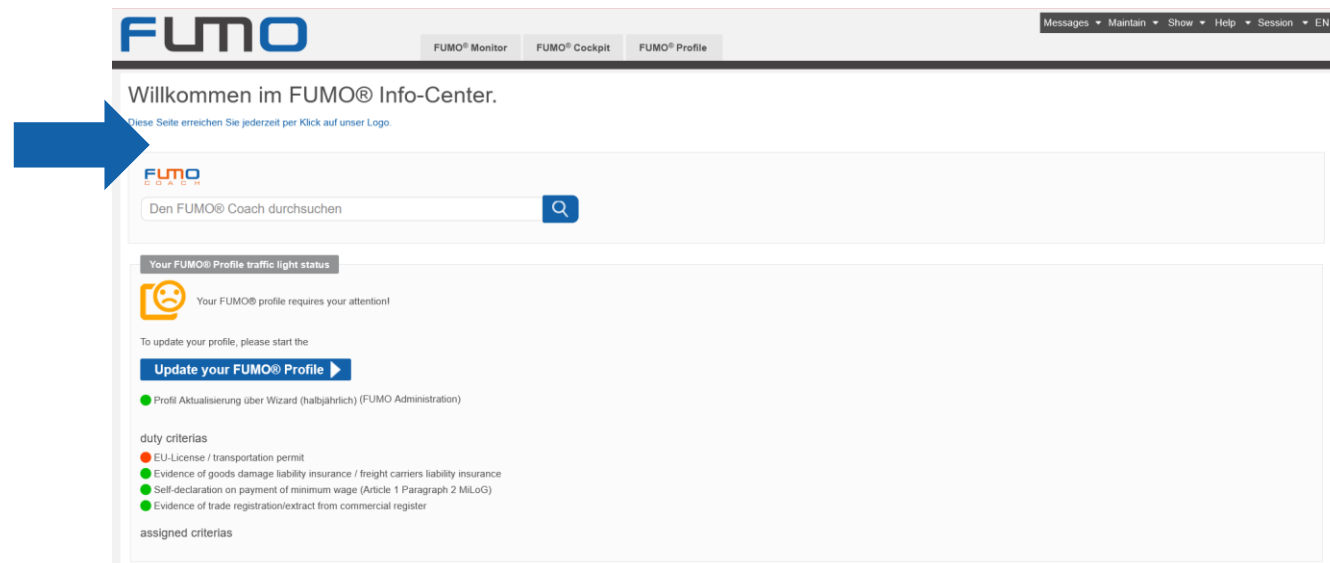 FUMO
Messages Maintain Show Help Session EN
FUMO® Monitor FUMO® Cockpit FUMO® Profile
Willkommen im FUMO® Info-Center.
Diese Seite erreichen Sie jederzeit per Klick auf unser Logo.
FUMO
COACH
Den FUMO® Coach durchsuchen
Your FUMO® Profile traffic light status
Your FUMO® profile requires your attention!
To update your profile, please start the
Update your FUMO® Profile
Profil Aktualisierung über Wizard (halbjährlich) (FUMO Administration)
duty criterias
EU-License / transportation permit
Evidence of goods damage liability insurance / freight carriers liability insurance
Self-declaration on payment of minimum wage (Article 1 Paragraph 2 MiLoG)
Evidence of trade registration/extract from commercial register
assigned criterias